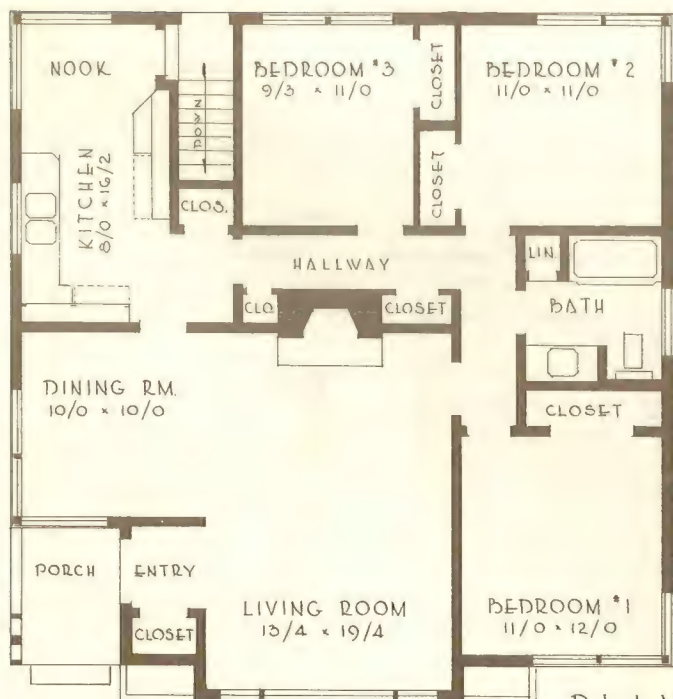 NOOK
BEDROOM #3
9/3 × 11/0
CLOSET
BEDROOM #2
11/0 × 11/0
DOWN
CLOSET
KITCHEN
8/0 × 16/2
CLOS.
HALLWAY
LIN.
BATH
CLO.
CLOSET
DINING RM.
10/0 × 10/0
CLOSET
PORCH
ENTRY
LIVING ROOM
13/4 × 19/4
BEDROOM #1
11/0 × 12/0
CLOSET